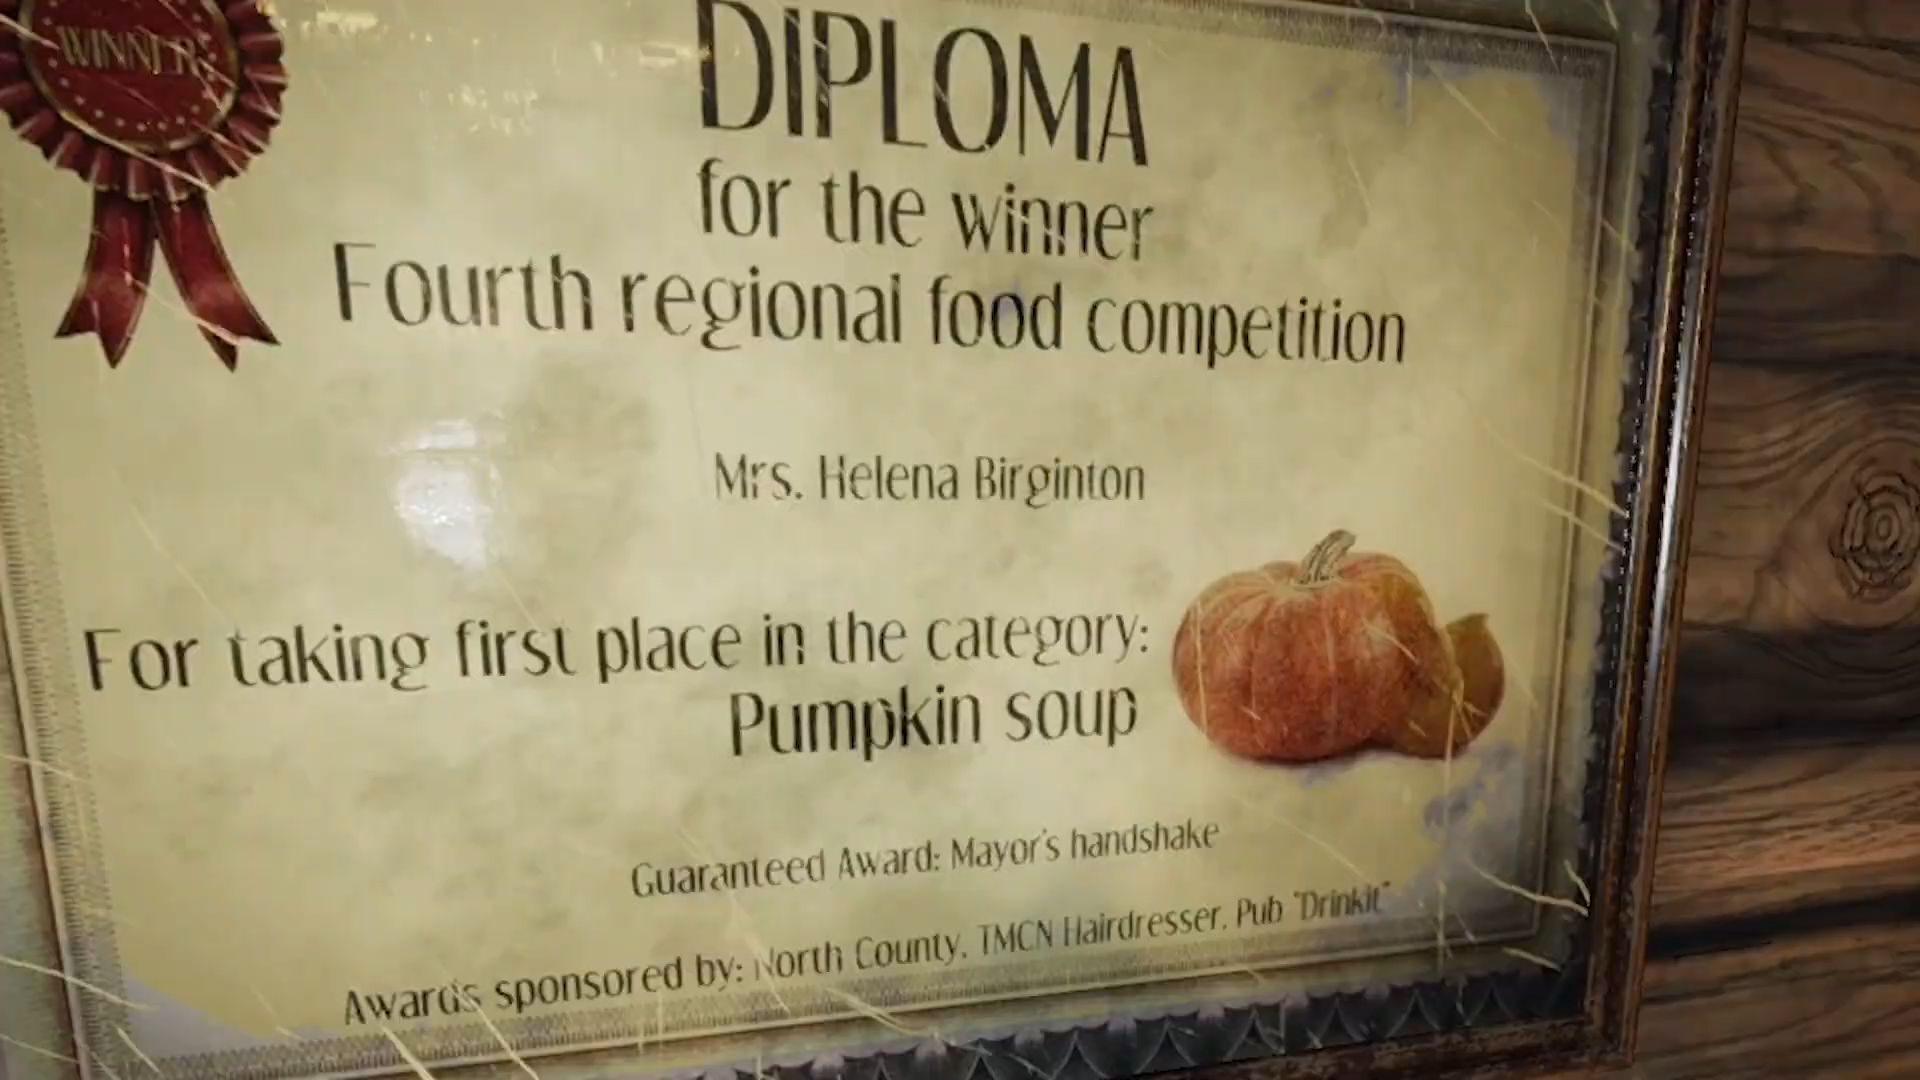 WINNER
DIPLOMA
for the winner
Fourth regional food competition
Mrs. Helena Birginton
For taking first place in the category:
Pumpkin soup
Guaranteed Award: Mayor's handshake
Awards sponsored by: North County, TMCN Hairdresser, Pub "Drinkit"